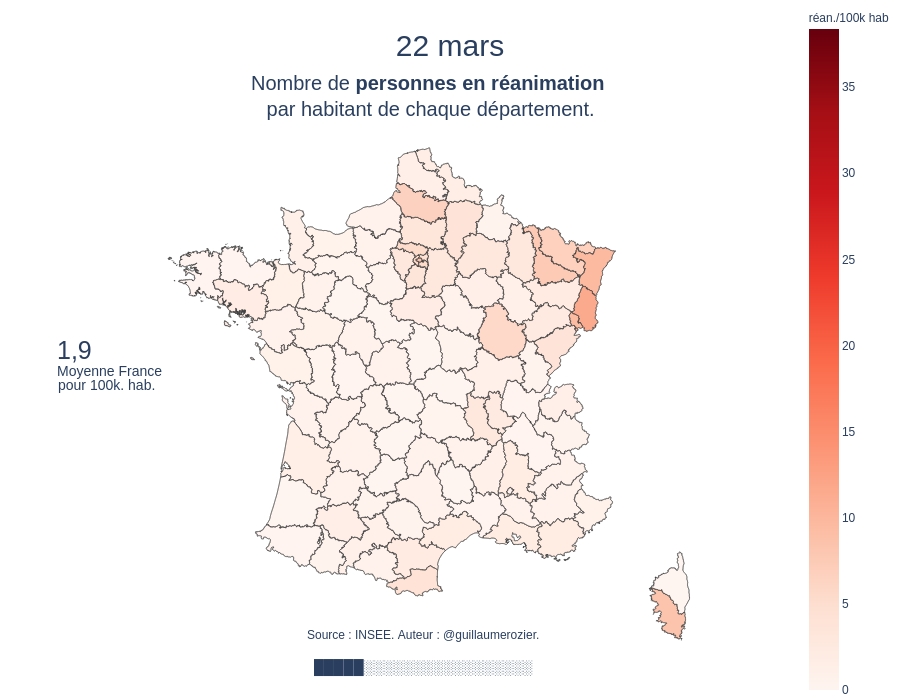 réan./100k hab
22 mars
Nombre de personnes en réanimation
par habitant de chaque département.
35
30
25
20
15
10
5
0
1,9
Moyenne France
pour 100k. hab.
Source : INSEE. Auteur : @guillaumerozier.